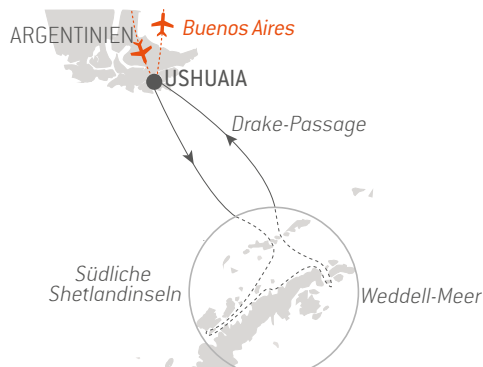 ARGENTINIEN
Buenos Aires
USHUAIA
Drake-Passage
Südliche
Shetlandinseln
Weddell-Meer